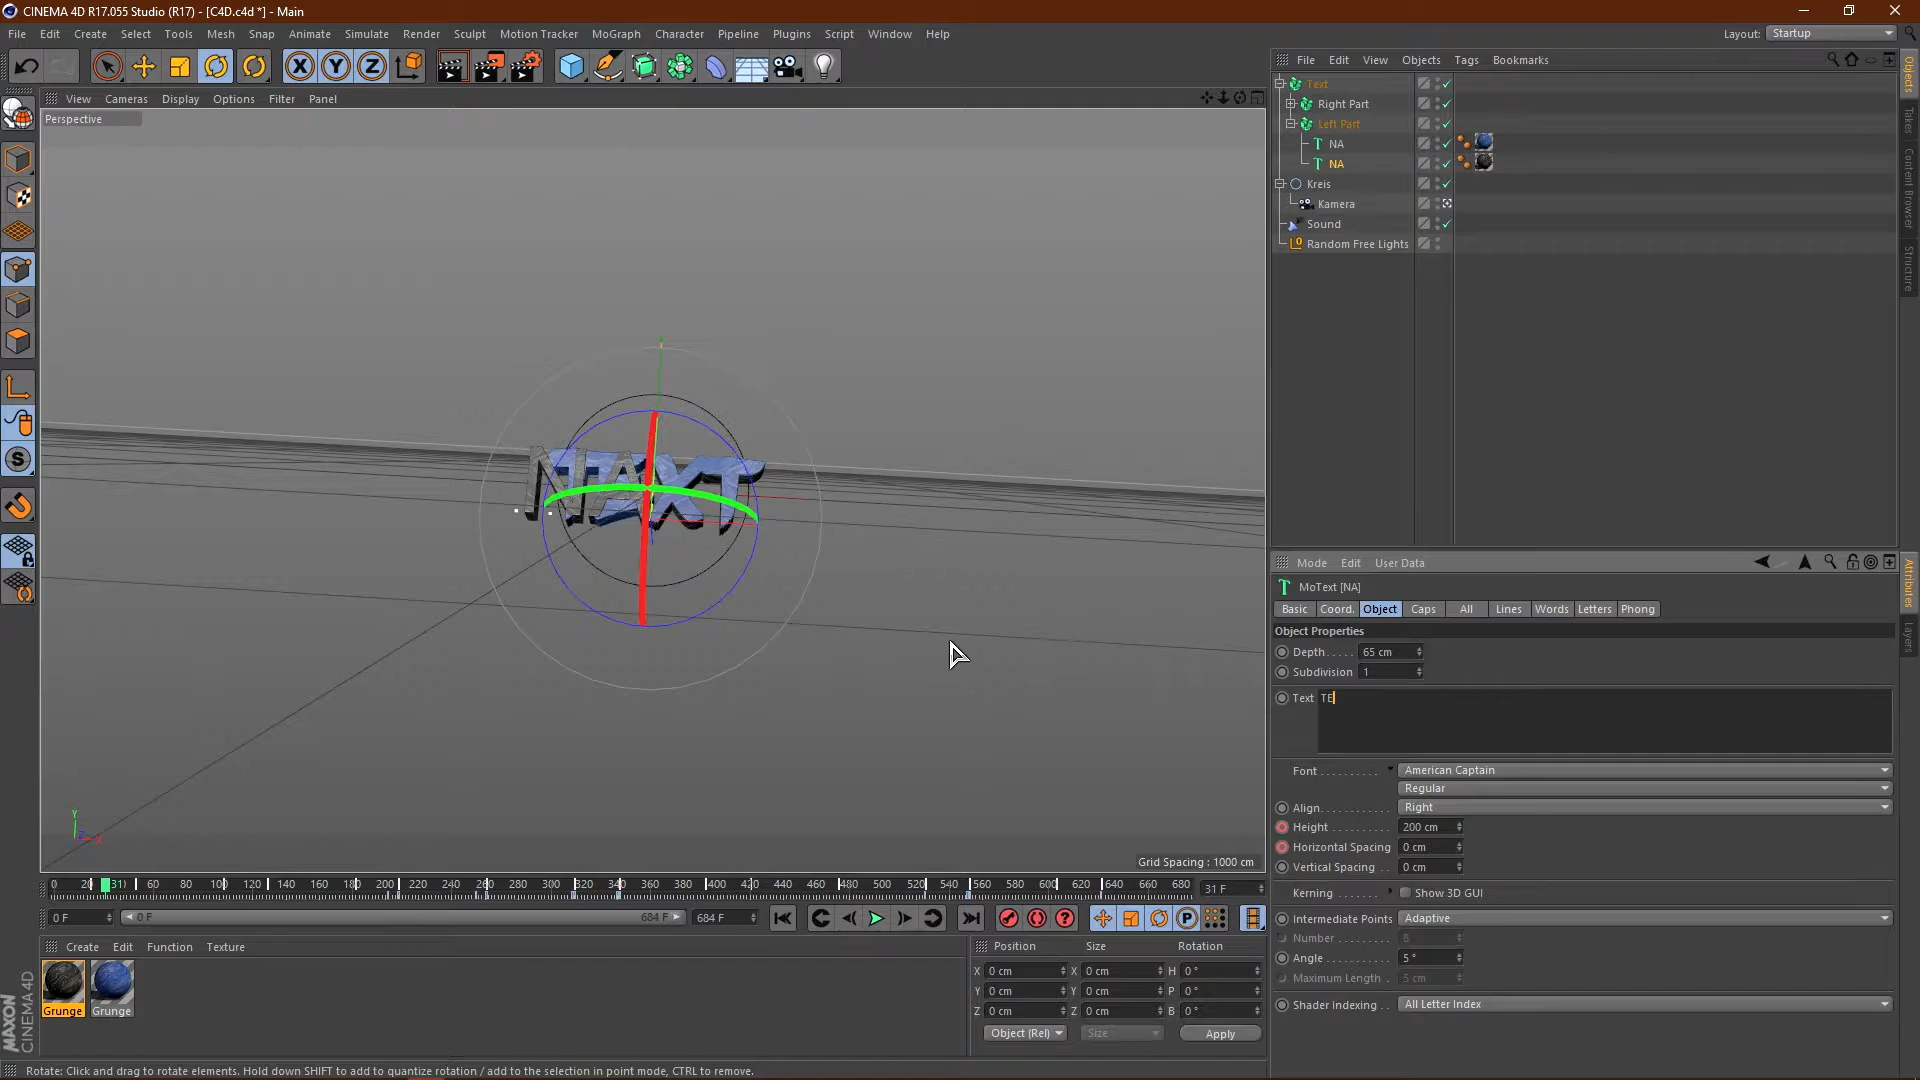 CINEMA 4D R17.055 Studio (R17) - [C4D.c4d *] - Main
File Edit Create Select Tools Mesh Snap Animate Simulate Render Sculpt Motion Tracker MoGraph Character Pipeline Plugins Script Window Help
Layout: Startup
File Edit View Objects Tags Bookmarks
Text
Right Part
Left Part
NA
NA
Kreis
Kamera
Sound
Random Free Lights
Objects
Takes
Content Browser
Structure
View Cameras Display Options Filter Panel
Perspective
Y
X
Grid Spacing : 1000 cm
Mode Edit User Data
MoText [NA]
Basic Coord. Object Caps All Lines Words Letters Phong
Object Properties
Depth..... 65 cm
Subdivision 1
Text TE
Font .......... American Captain
Regular
Align............ Right
Height .......... 200 cm
Horizontal Spacing 0 cm
Vertical Spacing . . 0 cm
Kerning ....... Show 3D GUI
Intermediate Points Adaptive
Number ......... 8
Angle ........... 5 °
Maximum Length . 5 cm
Shader Indexing . . All Letter Index
Attributes
Layers
0 20 31 60 80 100 120 140 160 180 200 220 240 260 280 300 320 340 360 380 400 420 440 460 480 500 520 540 560 580 600 620 640 660 680 31 F
0 F 0 F 684 F 684 F
Create Edit Function Texture
Grunge Grunge
MAXON
CINEMA 4D
Position Size Rotation
X 0 cm X 0 cm H 0 °
Y 0 cm Y 0 cm P 0 °
Z 0 cm Z 0 cm B 0 °
Object (Rel) Size Apply
Rotate: Click and drag to rotate elements. Hold down SHIFT to add to quantize rotation / add to the selection in point mode, CTRL to remove.